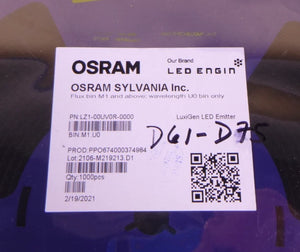 OSRAM
Our Brand
LED ENGIN
OSRAM SYLVANIA Inc.
Flux bin M1 and above; wavelength U0 bin only
PN:LZ1-00UV0R-0000
LuxiGen LED Emitter
BIN:M1 U0
D61-D75
PROD:PPO674000374984
Lot 2106-M219213.D1
Qty:1000pcs
2/19/2021